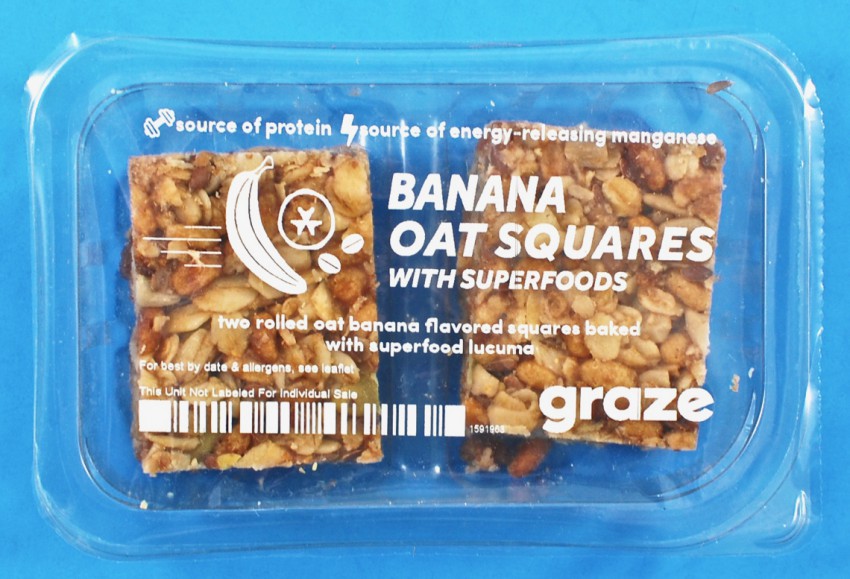 source of protein source of energy-releasing manganese
BANANA
OAT SQUARES
WITH SUPERFOODS
two rolled oat banana flavored squares baked
with superfood lucuma
For best by date & allergens, see leaflet
This Unit Not Labeled For Individual Sale
graze